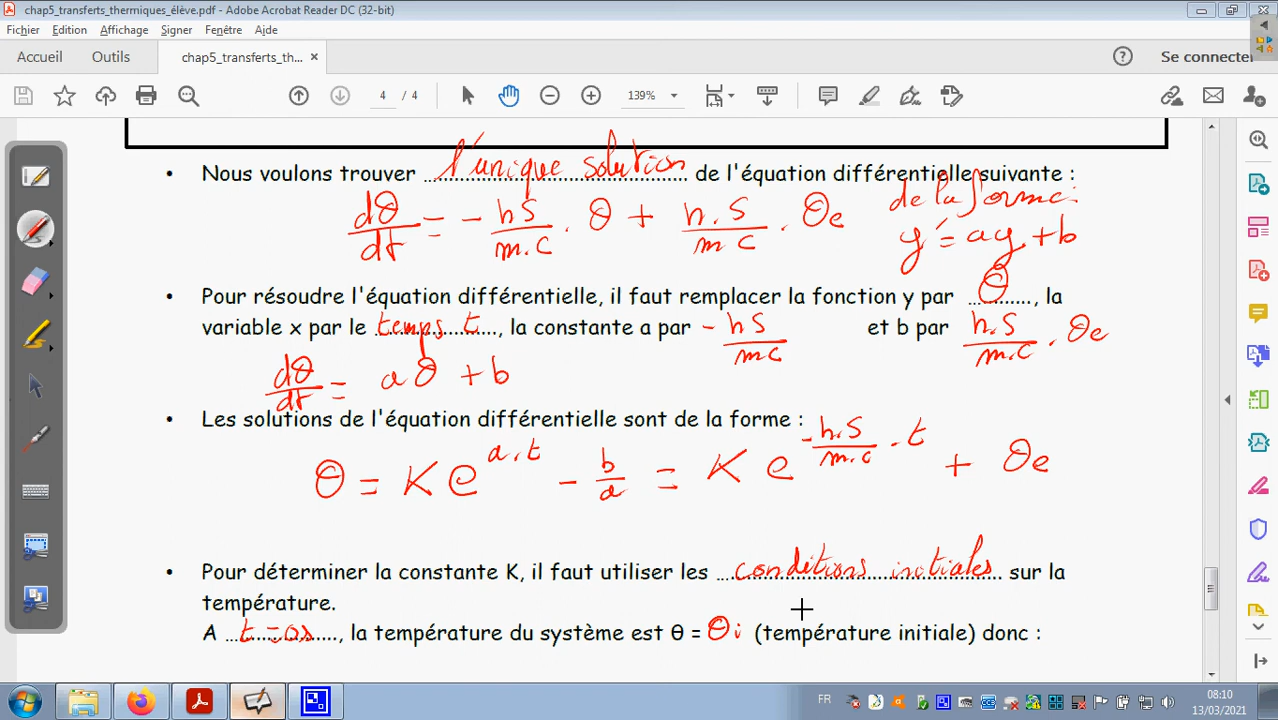 chap5_transferts_thermiques_élève.pdf - Adobe Acrobat Reader DC (32-bit)
Fichier Edition Affichage Signer Fenêtre Aide
Accueil Outils chap5_transferts_th... × Se connecter
4 / 4 139%
Nous voulons trouver l'unique solution de l'équation différentielle suivante :
dθ/dt = - hS/m.c . θ + h.S/m.c . θe
de la forme :
y' = ay + b
Pour résoudre l'équation différentielle, il faut remplacer la fonction y par θ, la
variable x par le temps t, la constante a par - hS/mc et b par h.S/m.c . θe
dθ/dt = aθ + b
Les solutions de l'équation différentielle sont de la forme :
θ = K e^a.t - b/a = K e^-h.S/m.c . t + θe
Pour déterminer la constante K, il faut utiliser les conditions initiales sur la
température.
A t=0s, la température du système est θ = θi (température initiale) donc :
FR 08:10
13/03/2021